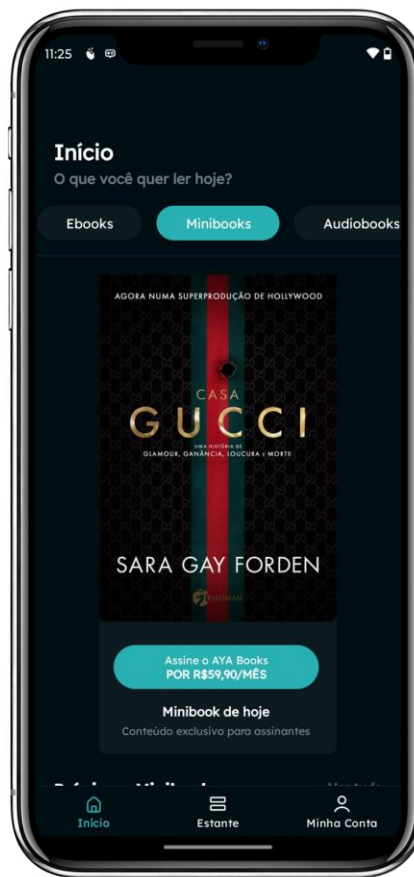 11:25
Início
O que você quer ler hoje?
Ebooks
Minibooks
Audiobooks
AGORA NUMA SUPERPRODUÇÃO DE HOLLYWOOD
CASA
GUCCI
UMA HISTÓRIA DE
GLAMOUR, GANÂNCIA, LOUCURA E MORTE
SARA GAY FORDEN
Assine o AYA Books
POR R$59,90/MÊS
Minibook de hoje
Conteúdo exclusivo para assinantes
Início
Estante
Minha Conta